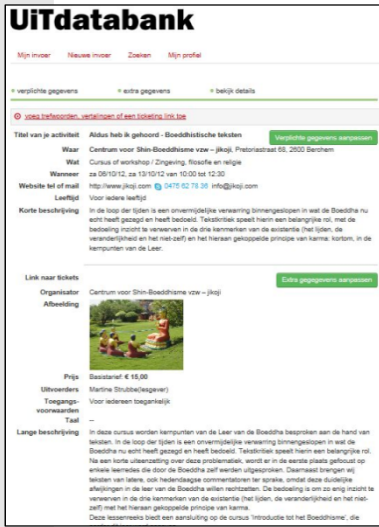 UiTdatabank
Mijn invoer Nieuwe invoer Zoeken Mijn profiel
verplichte gegevens extra gegevens bekijk details
voeg trefwoorden, vertalingen of een ticketing link toe
Titel van je activiteit Aldus heb ik gehoord - Boeddhistische teksten Verplichte gegevens aanpassen
Waar Centrum voor Shin-Boeddhisme vzw – jikoji, Pretoriastraat 68, 2600 Berchem
Wat Cursus of workshop / Zingeving, filosofie en religie
Wanneer za 06/10/12, za 13/10/12 van 10:00 tot 12:30
Website tel of mail http://www.jikoji.com 0476 62 78 36 info@jikoji.com
Leeftijd Voor iedere leeftijd
Korte beschrijving In de loop der tijden is een onvermijdelijke verwarring binnengeslopen in wat de Boeddha nu
echt heeft gezegd en heeft bedoeld. Tekstkritiek speelt hierin een belangrijke rol, met de
bedoeling inzicht te verwerven in de drie kenmerken van de existentie (het lijden, de
veranderlijkheid en het niet-zelf) en het hieraan gekoppelde principe van karma: kortom, in de
kernpunten van de Leer.
Link naar tickets Extra gegevens aanpassen
Organisator Centrum voor Shin-Boeddhisme vzw – jikoji
Afbeelding
Prijs Basistarief: € 15,00
Uitvoerders Martine Strubbe(lesgever)
Toegangs- Voor iedereen toegankelijk
voorwaarden
Taal --
Lange beschrijving In deze cursus worden kernpunten van de Leer van de Boeddha besproken aan de hand van
teksten. In de loop der tijden is een onvermijdelijke verwarring binnengeslopen in wat de
Boeddha nu echt heeft gezegd en heeft bedoeld. Tekstkritiek speelt hierin een belangrijke rol.
Na een korte uiteenzetting over deze problematiek, wordt er in de eerste plaats gefocust op
enkele leerredes die door de Boeddha zelf werden uitgesproken. Daarnaast brengen wij
teksten van latere, ook hedendaagse commentatoren ter sprake, omdat deze duidelijke
afwijkingen in de leer van de Boeddha willen rechtzetten. De bedoeling is om zo enig inzicht te
verwerven in de drie kenmerken van de existentie (het lijden, de veranderlijkheid en het niet-
zelf) met het hieraan gekoppelde principe van karma.
Deze lessenreeks biedt een aansluiting op de cursus 'Introductie tot het Boeddhisme', die